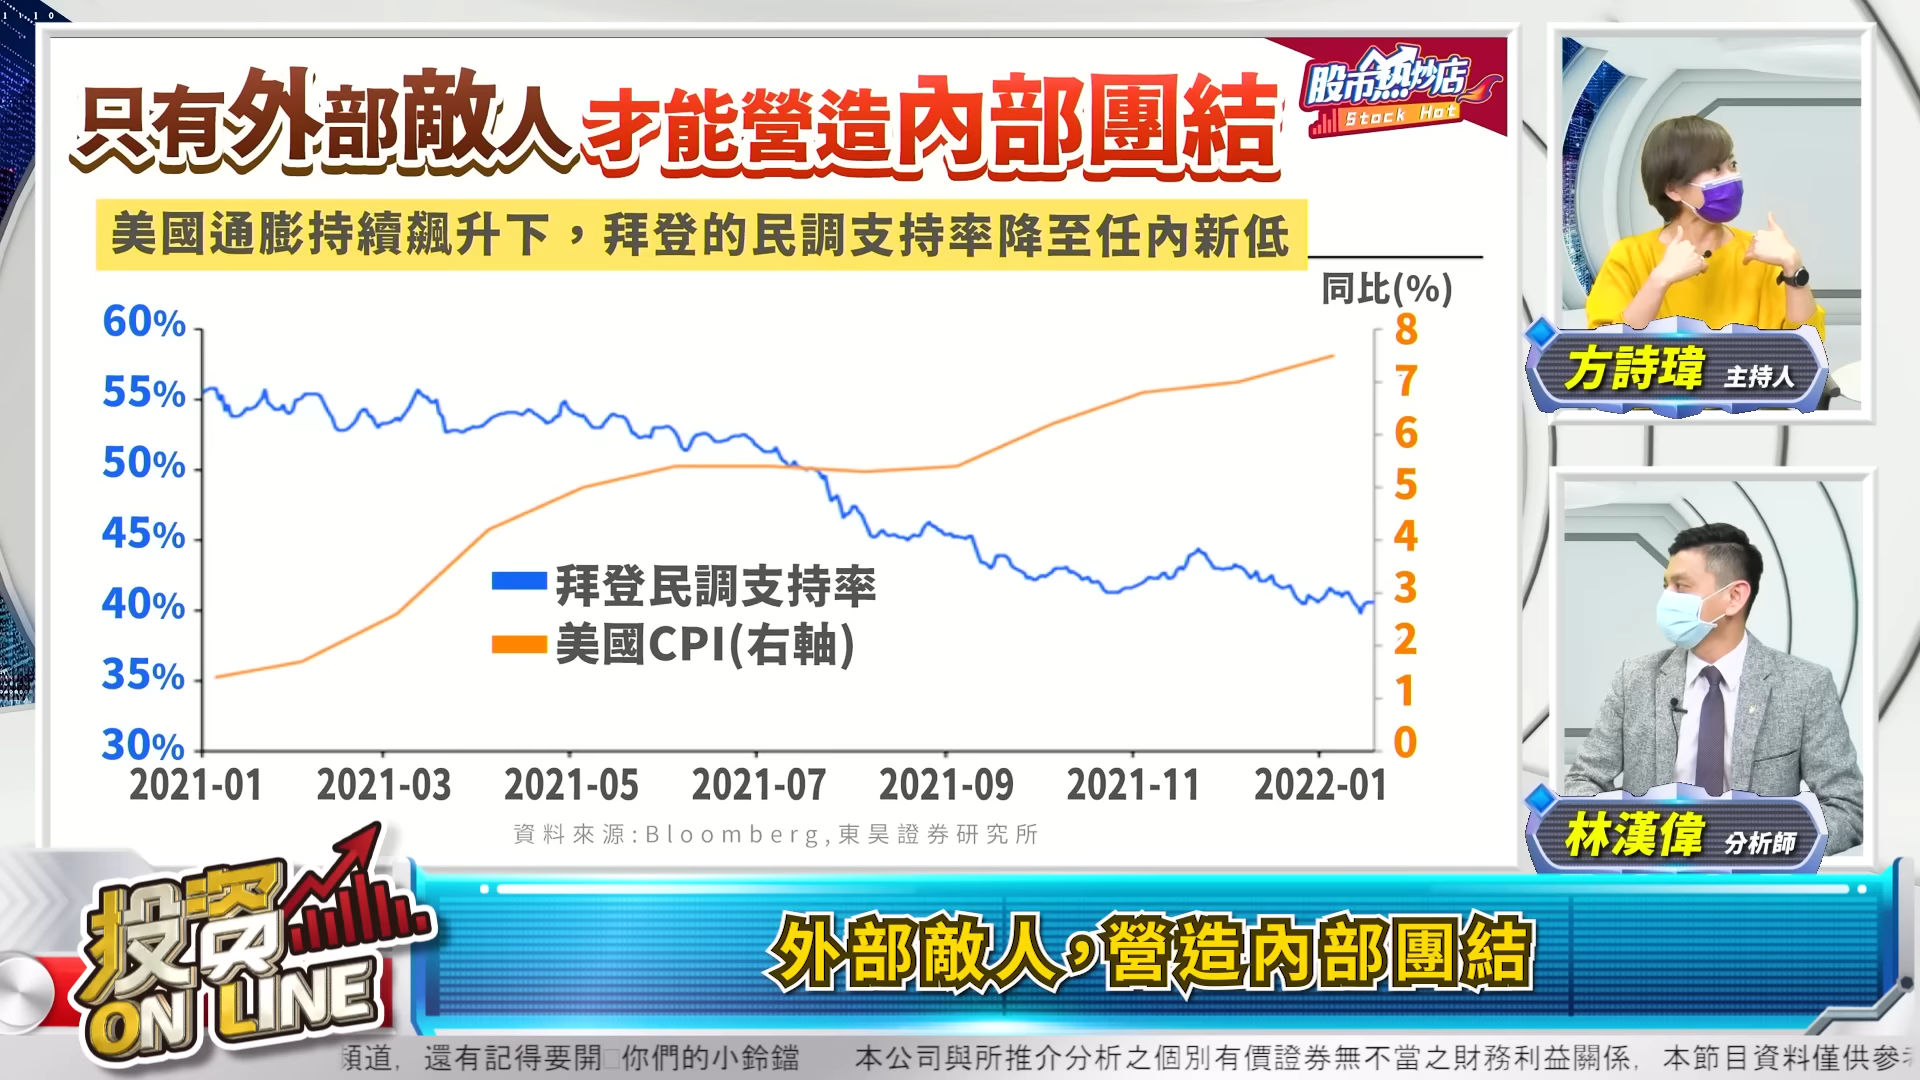 只有外部敵人才能營造內部團結
股市熱炒店
Stock Hot
美國通膨持續飆升下，拜登的民調支持率降至任內新低
同比(%)
60%
55%
50%
45%
40%
35%
30%
8
7
6
5
4
3
2
1
0
拜登民調支持率
美國CPI(右軸)
2021-01 2021-03 2021-05 2021-07 2021-09 2021-11 2022-01
資料來源:Bloomberg,東昊證券研究所
方詩瑋 主持人
林漢偉 分析師
投資
ON LINE
外部敵人，營造內部團結
頻道, 還有記得要開□你們的小鈴鐺 本公司與所推介分析之個別有價證券無不當之財務利益關係, 本節目資料僅供參